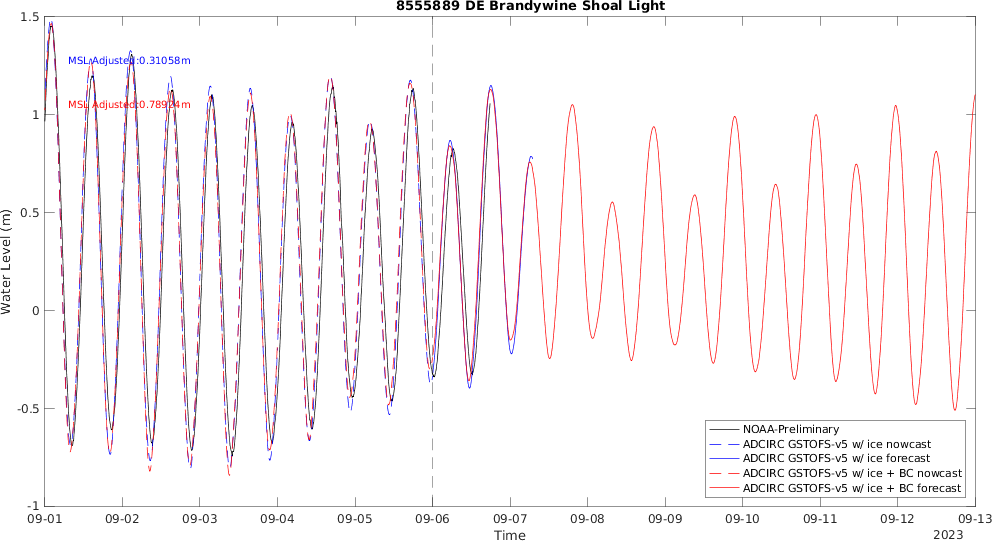 8555889 DE Brandywine Shoal Light
1.5
1
0.5
0
-0.5
-1
Water Level (m)
MSL Adjusted:0.31058m
MSL Adjusted:0.78924m
NOAA-Preliminary
ADCIRC GSTOFS-v5 w/ ice nowcast
ADCIRC GSTOFS-v5 w/ ice forecast
ADCIRC GSTOFS-v5 w/ ice + BC nowcast
ADCIRC GSTOFS-v5 w/ ice + BC forecast
09-01 09-02 09-03 09-04 09-05 09-06 09-07 09-08 09-09 09-10 09-11 09-12 09-13
Time
2023